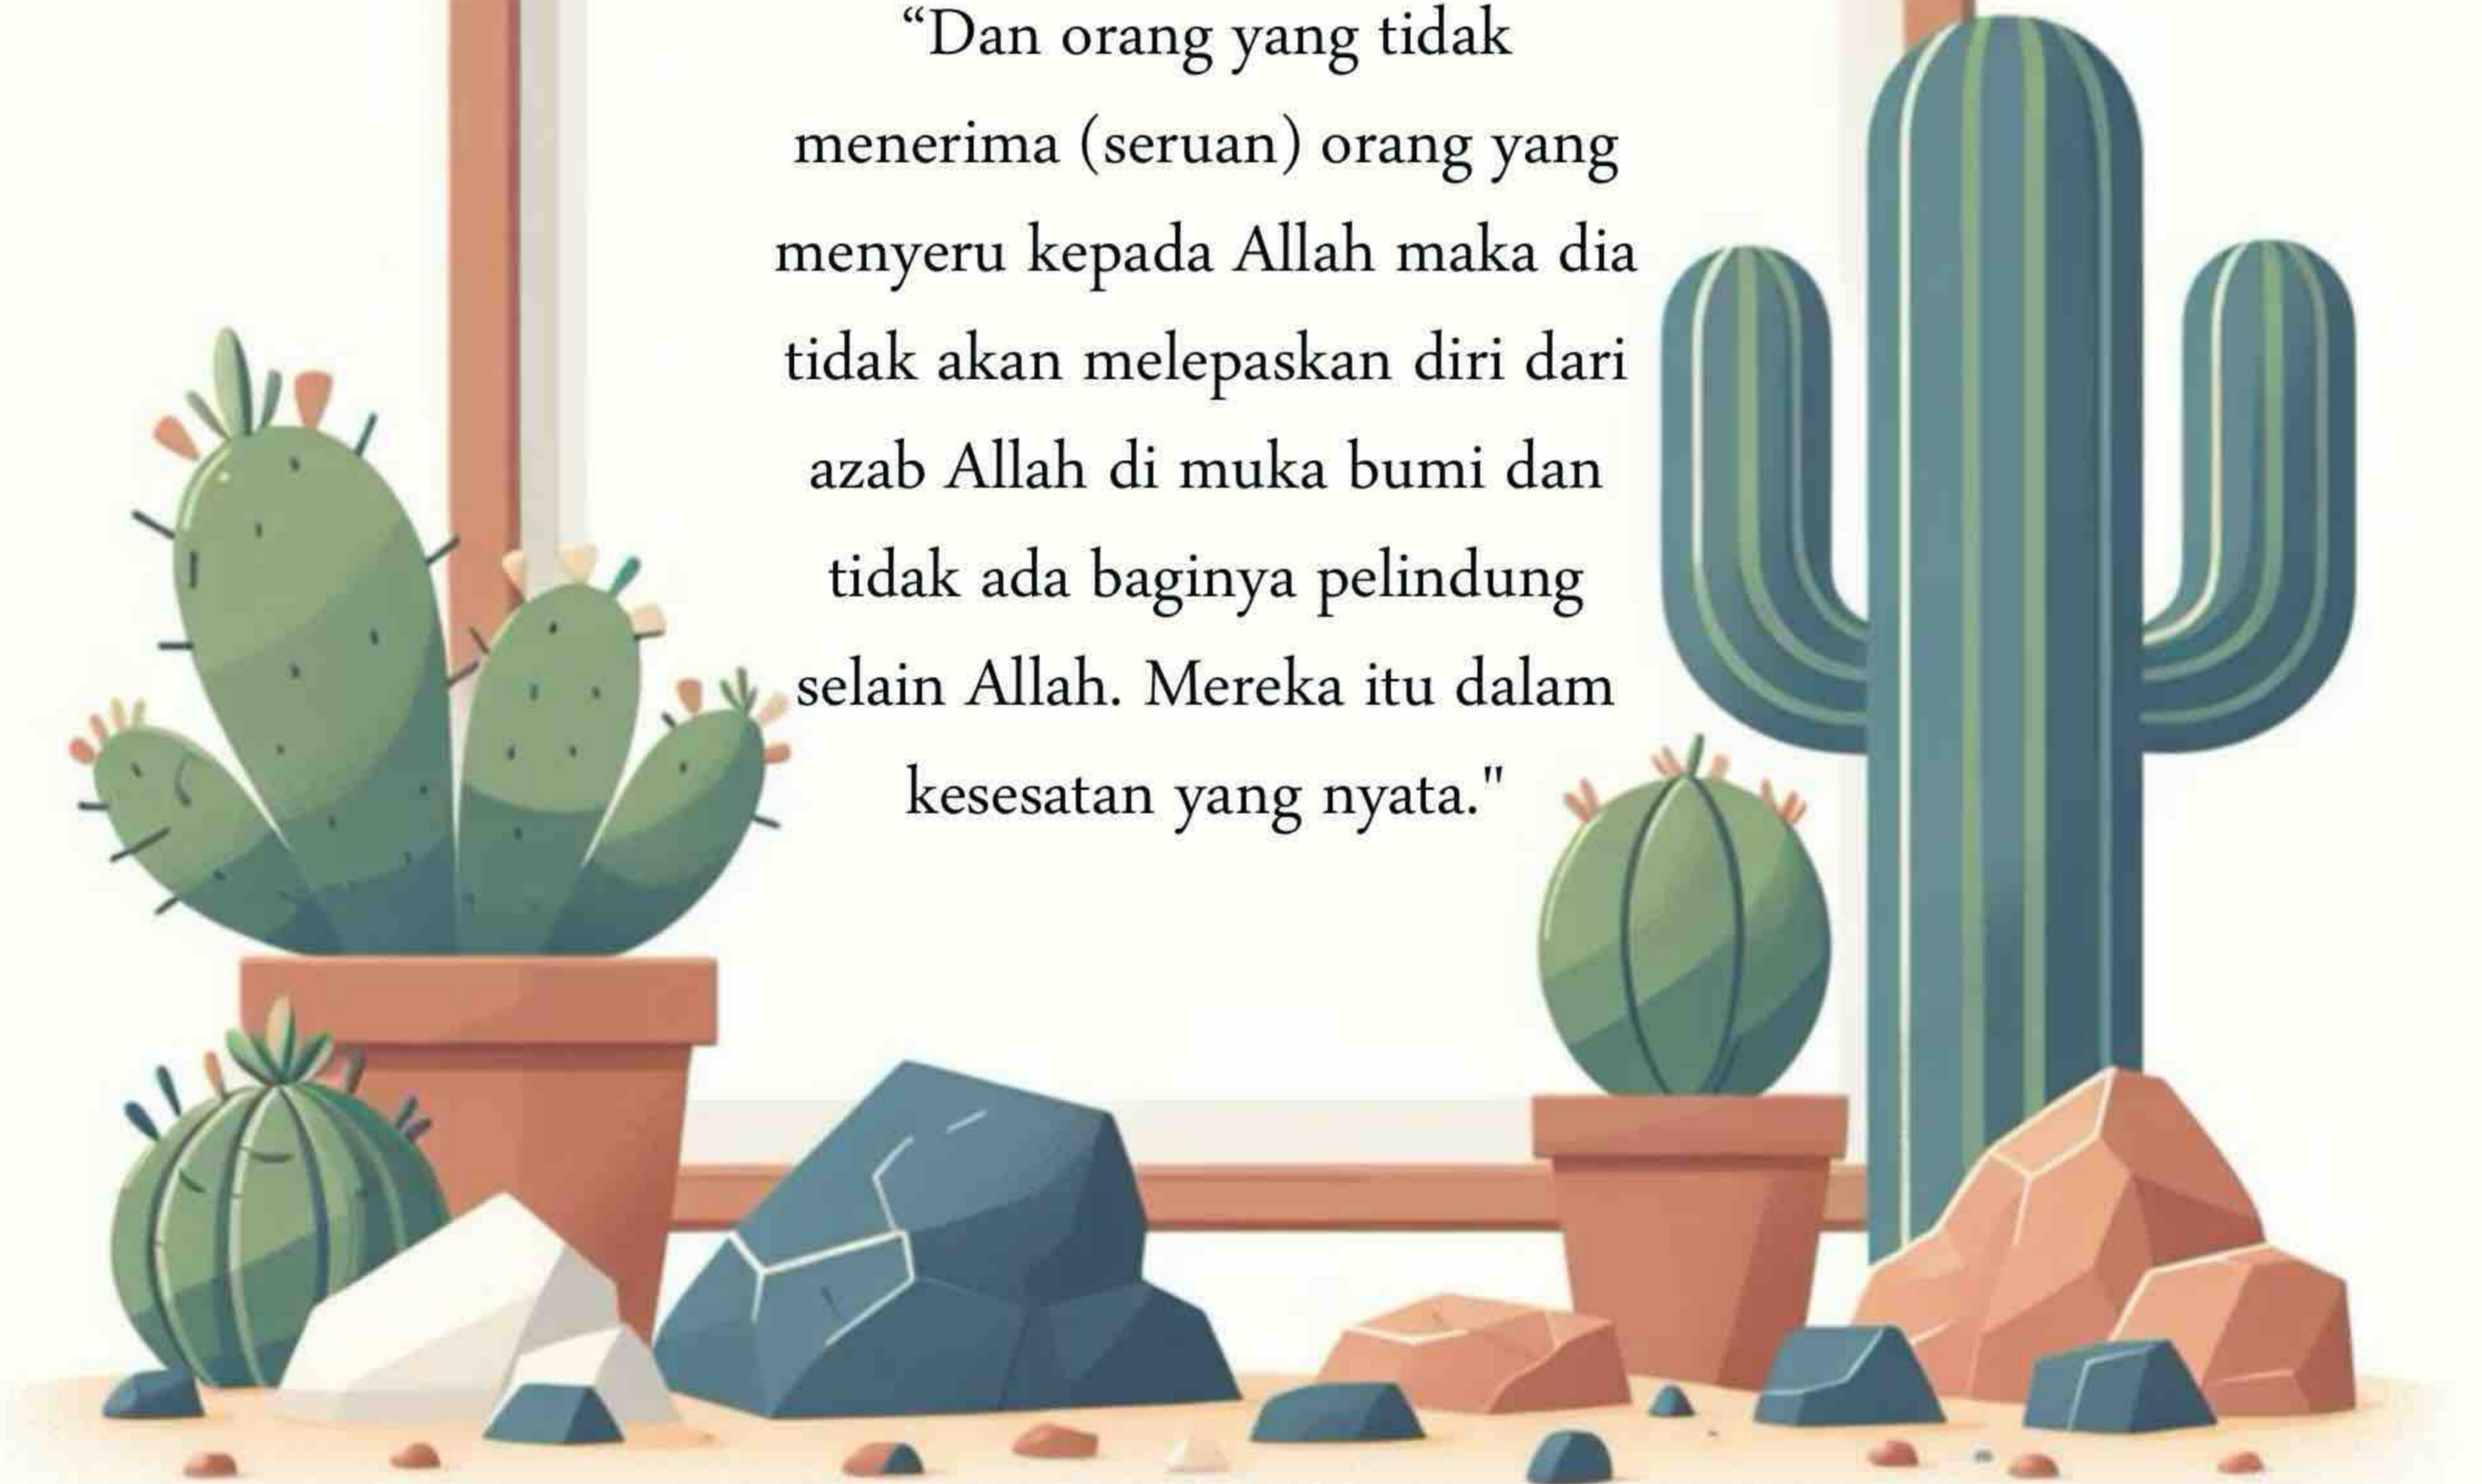 “Dan orang yang tidak
menerima (seruan) orang yang
menyeru kepada Allah maka dia
tidak akan melepaskan diri dari
azab Allah di muka bumi dan
tidak ada baginya pelindung
selain Allah. Mereka itu dalam
kesesatan yang nyata."